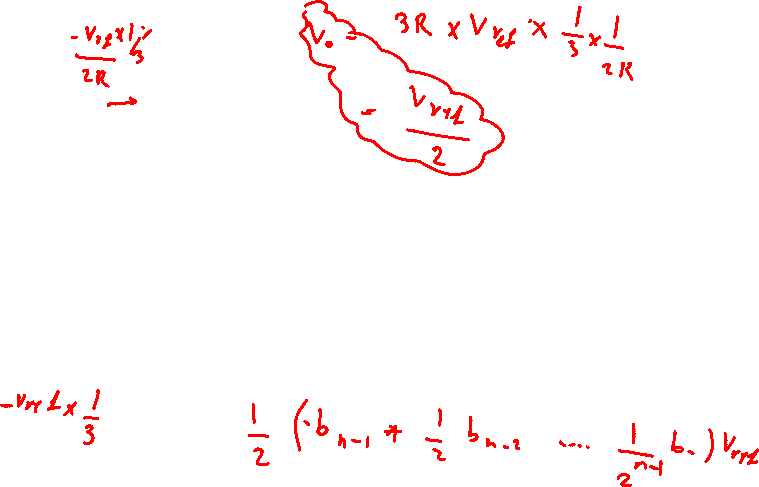 -Vref x 1/3 / 2R →
V₀ = 3R x Vref x 1/3 x 1/2R
= Vref / 2
-Vref x 1/3
1/2 ( b n-1 + 1/2 b n-2 .... 1/2^n-1 b ) Vref